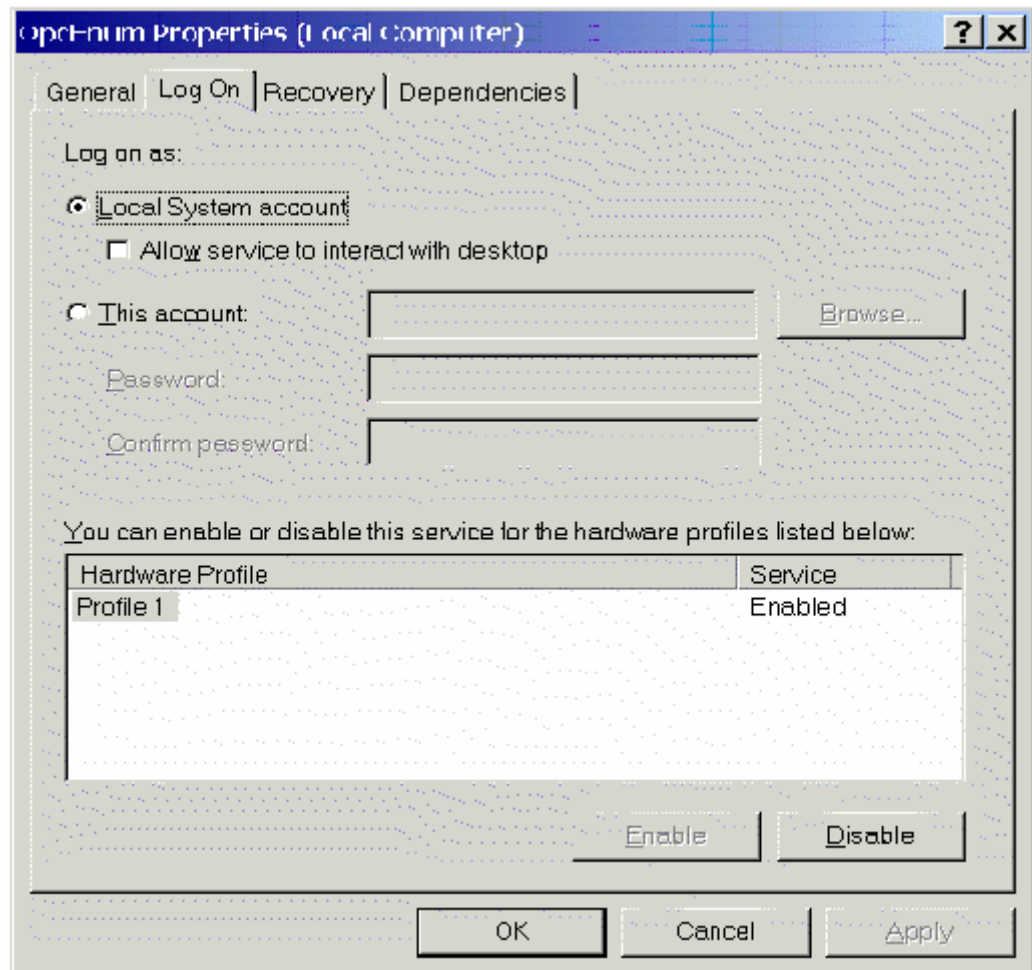 OpcEnum Properties (Local Computer) ? X
General Log On Recovery Dependencies
Log on as:
Local System account
Allow service to interact with desktop
This account: Browse...
Password:
Confirm password:
You can enable or disable this service for the hardware profiles listed below:
Hardware Profile Service
Profile 1 Enabled
Enable Disable
OK Cancel Apply